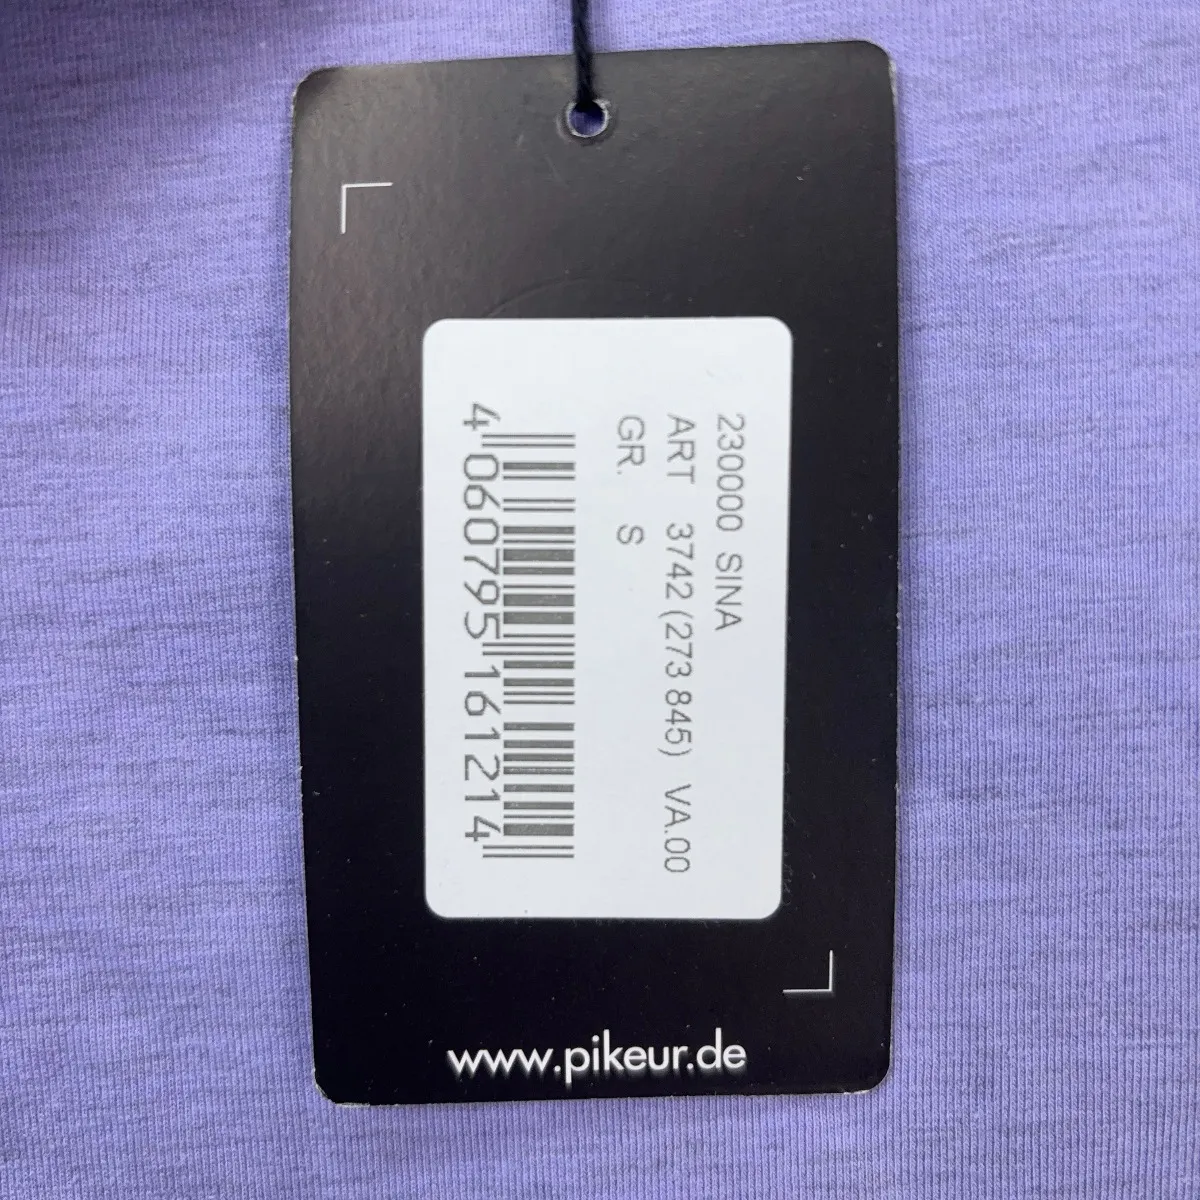 230000 SINA
ART 3742 (273 845) VA.00
GR. S
4 060795 161214
www.pikeur.de